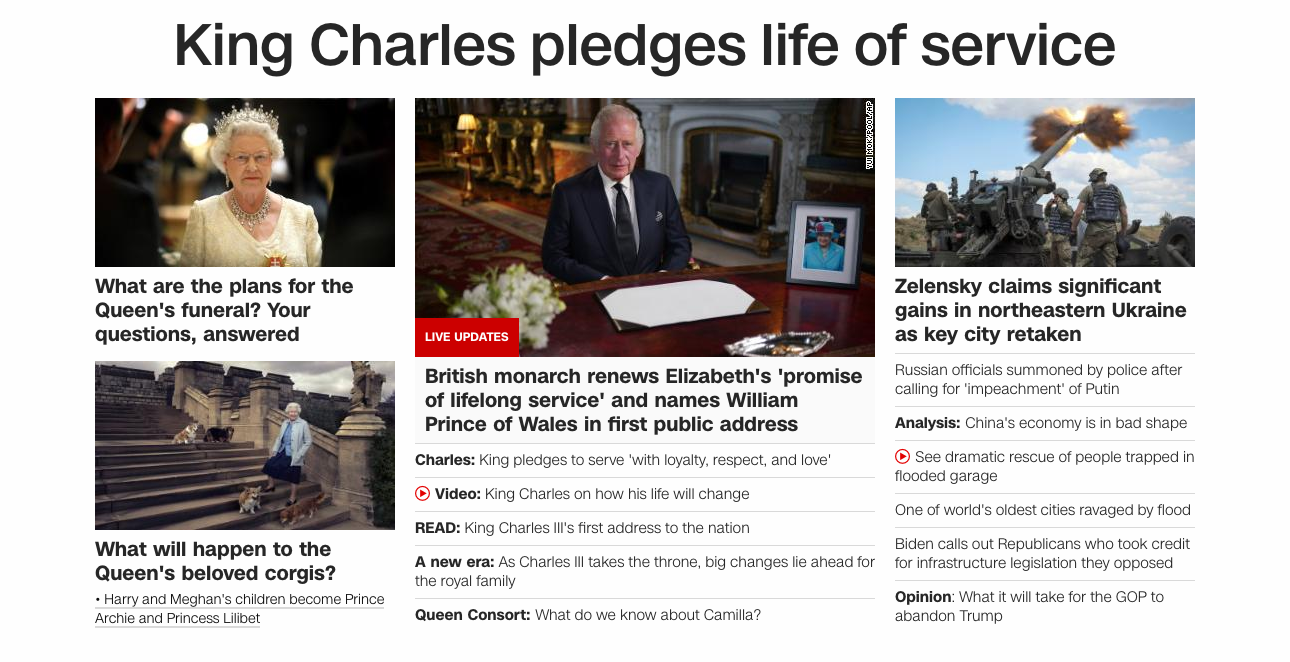 King Charles pledges life of service
What are the plans for the
Queen's funeral? Your
questions, answered
What will happen to the
Queen's beloved corgis?
• Harry and Meghan's children become Prince
Archie and Princess Lilibet
YUI MOK/POOL/AP
LIVE UPDATES
British monarch renews Elizabeth's 'promise
of lifelong service' and names William
Prince of Wales in first public address
Charles: King pledges to serve 'with loyalty, respect, and love'
Video: King Charles on how his life will change
READ: King Charles III's first address to the nation
A new era: As Charles III takes the throne, big changes lie ahead for
the royal family
Queen Consort: What do we know about Camilla?
Zelensky claims significant
gains in northeastern Ukraine
as key city retaken
Russian officials summoned by police after
calling for 'impeachment' of Putin
Analysis: China's economy is in bad shape
See dramatic rescue of people trapped in
flooded garage
One of world's oldest cities ravaged by flood
Biden calls out Republicans who took credit
for infrastructure legislation they opposed
Opinion: What it will take for the GOP to
abandon Trump